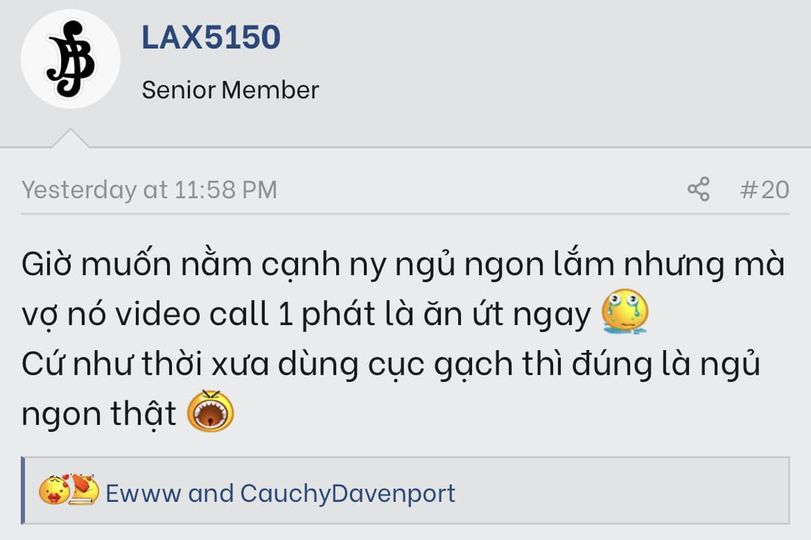 LAX5150
Senior Member
Yesterday at 11:58 PM
#20
Giờ muốn nằm cạnh ny ngủ ngon lắm nhưng mà
vợ nó video call 1 phát là ăn ứt ngay
Cứ như thời xưa dùng cục gạch thì đúng là ngủ
ngon thật
Ewww and CauchyDavenport